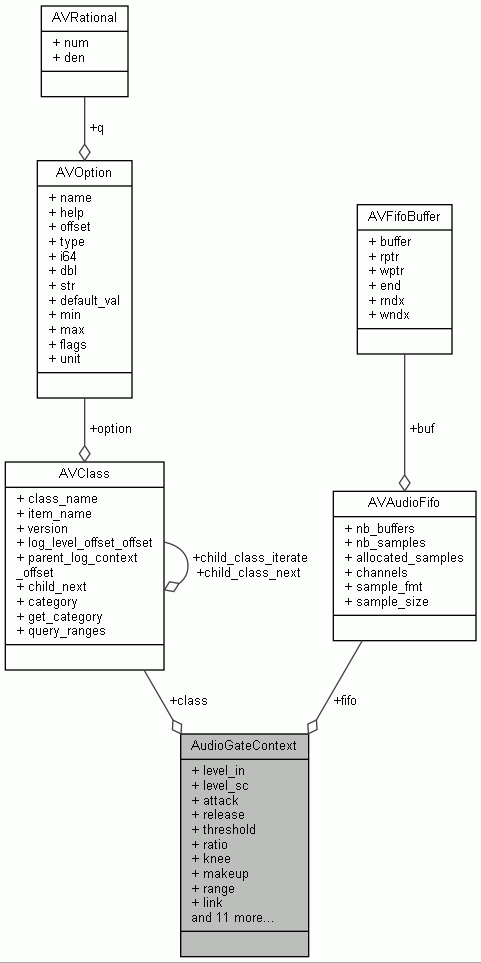 AVRational
+ num
+ den
+q
AVOption
+ name
+ help
+ offset
+ type
+ i64
+ dbl
+ str
+ default_val
+ min
+ max
+ flags
+ unit
AVFifoBuffer
+ buffer
+ rptr
+ wptr
+ end
+ rndx
+ wndx
+option
+buf
AVClass
+ class_name
+ item_name
+ version
+ log_level_offset_offset
+ parent_log_context
_offset
+ child_next
+ category
+ get_category
+ query_ranges
+child_class_iterate
+child_class_next
AVAudioFifo
+ nb_buffers
+ nb_samples
+ allocated_samples
+ channels
+ sample_fmt
+ sample_size
+class
+fifo
AudioGateContext
+ level_in
+ level_sc
+ attack
+ release
+ threshold
+ ratio
+ knee
+ makeup
+ range
+ link
and 11 more...